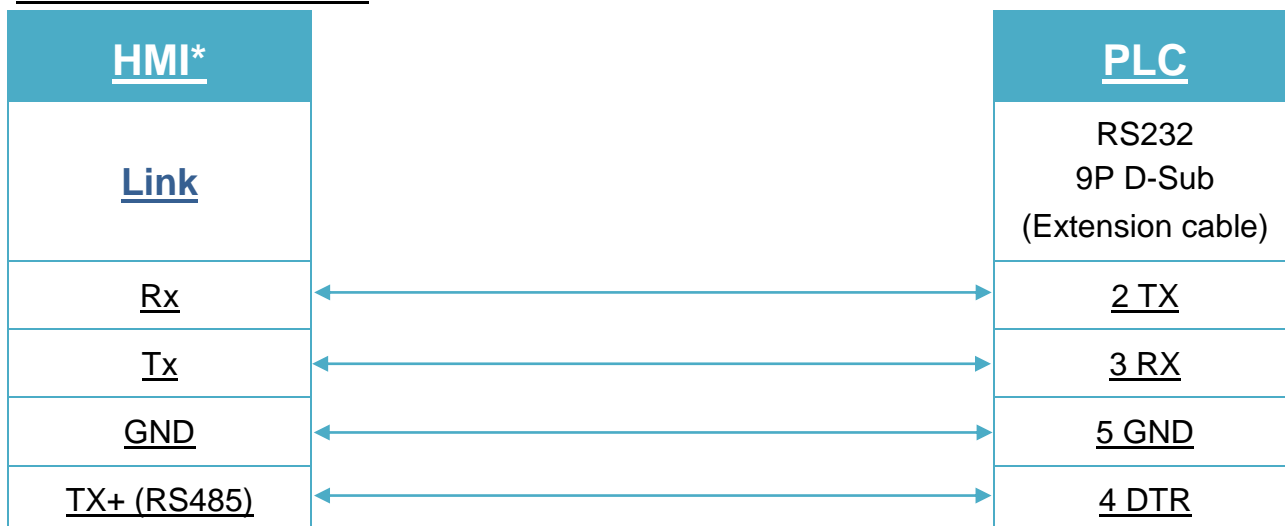 HMI* PLC
Link RS232
9P D-Sub
(Extension cable)
Rx 2 TX
Tx 3 RX
GND 5 GND
TX+ (RS485) 4 DTR